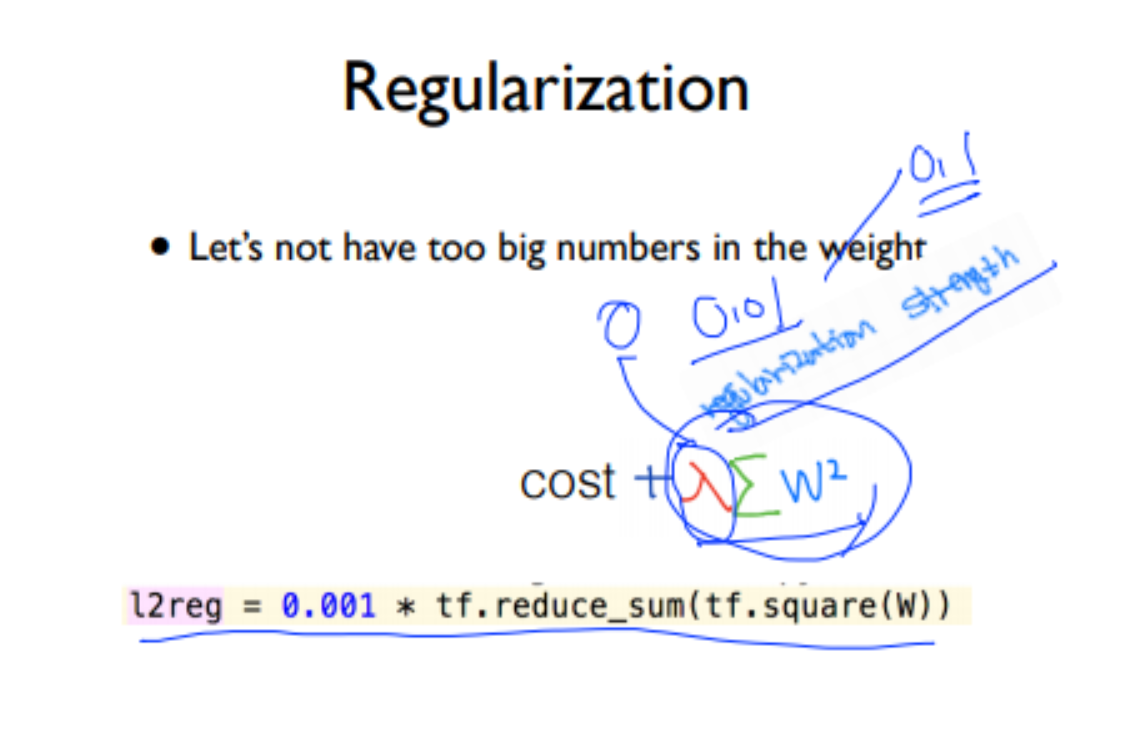 Regularization
0.1
• Let's not have too big numbers in the weight
0 0.01
regularization strength
cost + λ Σ W²
l2reg = 0.001 * tf.reduce_sum(tf.square(W))